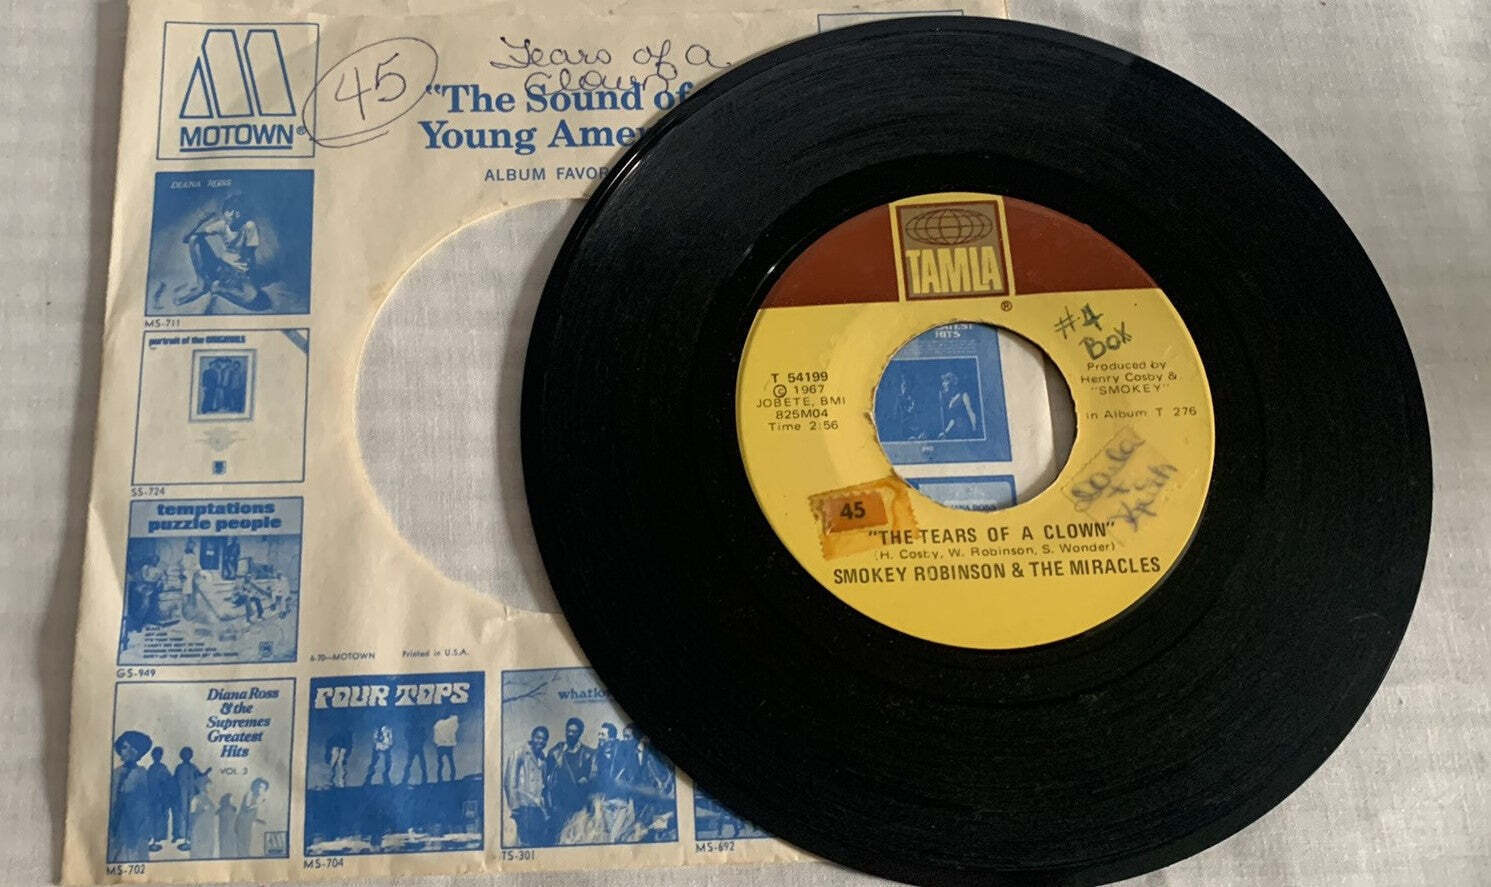 MOTOWN®
45
Tears of a
Clown
"The Sound of
Young Amer
ALBUM FAVOR
DIANA ROSS
MS-711
portrait of the ORIGINALS
SS-724
temptations
puzzle people
GS-949
Diana Ross
& the
Supremes
Greatest
Hits
VOL. 3
MS-702
6-70—MOTOWN Printed in U.S.A.
FOUR TOPS
MS-704
TS-301
MS-692
HITS
TAMLA
®
#4
Box
T 54199
© 1967
JOBETE, BMI
825M04
Time 2:56
Produced by
Henry Cosby &
"SMOKEY"
in Album T 276
45
"THE TEARS OF A CLOWN"
(H. Cosby, W. Robinson, S. Wonder)
SMOKEY ROBINSON & THE MIRACLES